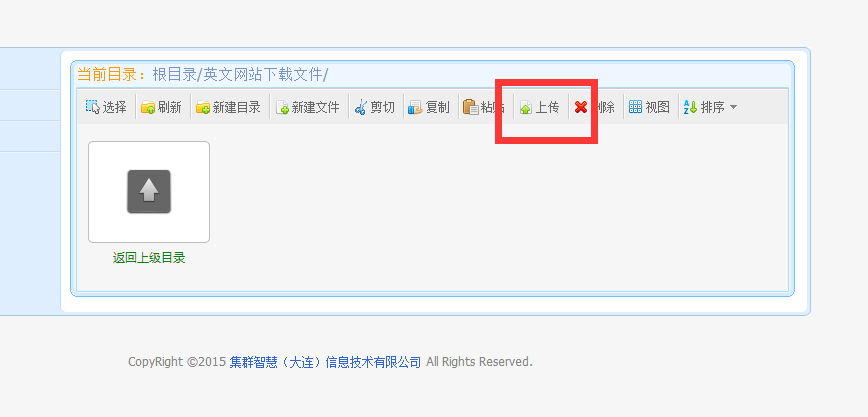 当前目录：根目录/英文网站下载文件/
选择 刷新 新建目录 新建文件 剪切 复制 粘贴 上传 删除 视图 排序
返回上级目录
CopyRight ©2015 集群智慧（大连）信息技术有限公司 All Rights Reserved.